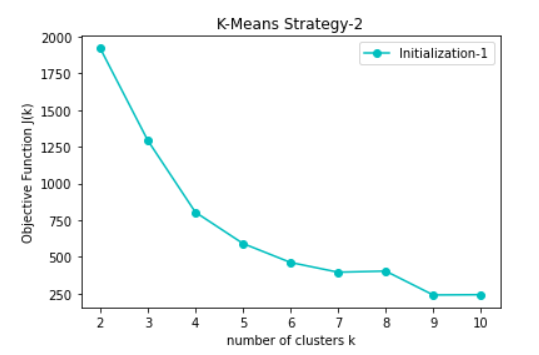 K-Means Strategy-2
Initialization-1
Objective Function J(k)
2000
1750
1500
1250
1000
750
500
250
2 3 4 5 6 7 8 9 10
number of clusters k